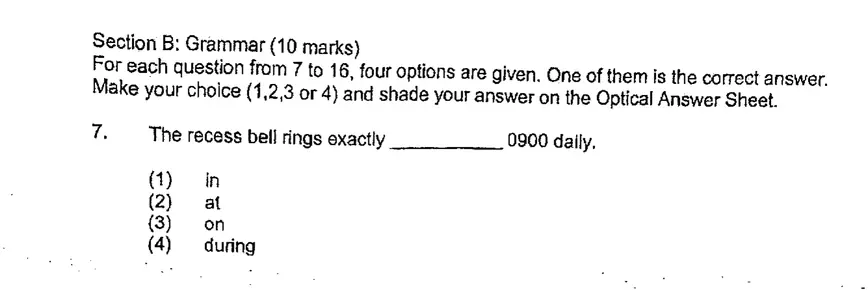 Section B: Grammar (10 marks)
For each question from 7 to 16, four options are given. One of them is the correct answer.
Make your choice (1,2,3 or 4) and shade your answer on the Optical Answer Sheet.
7. The recess bell rings exactly __________ 0900 daily.
(1) in
(2) at
(3) on
(4) during